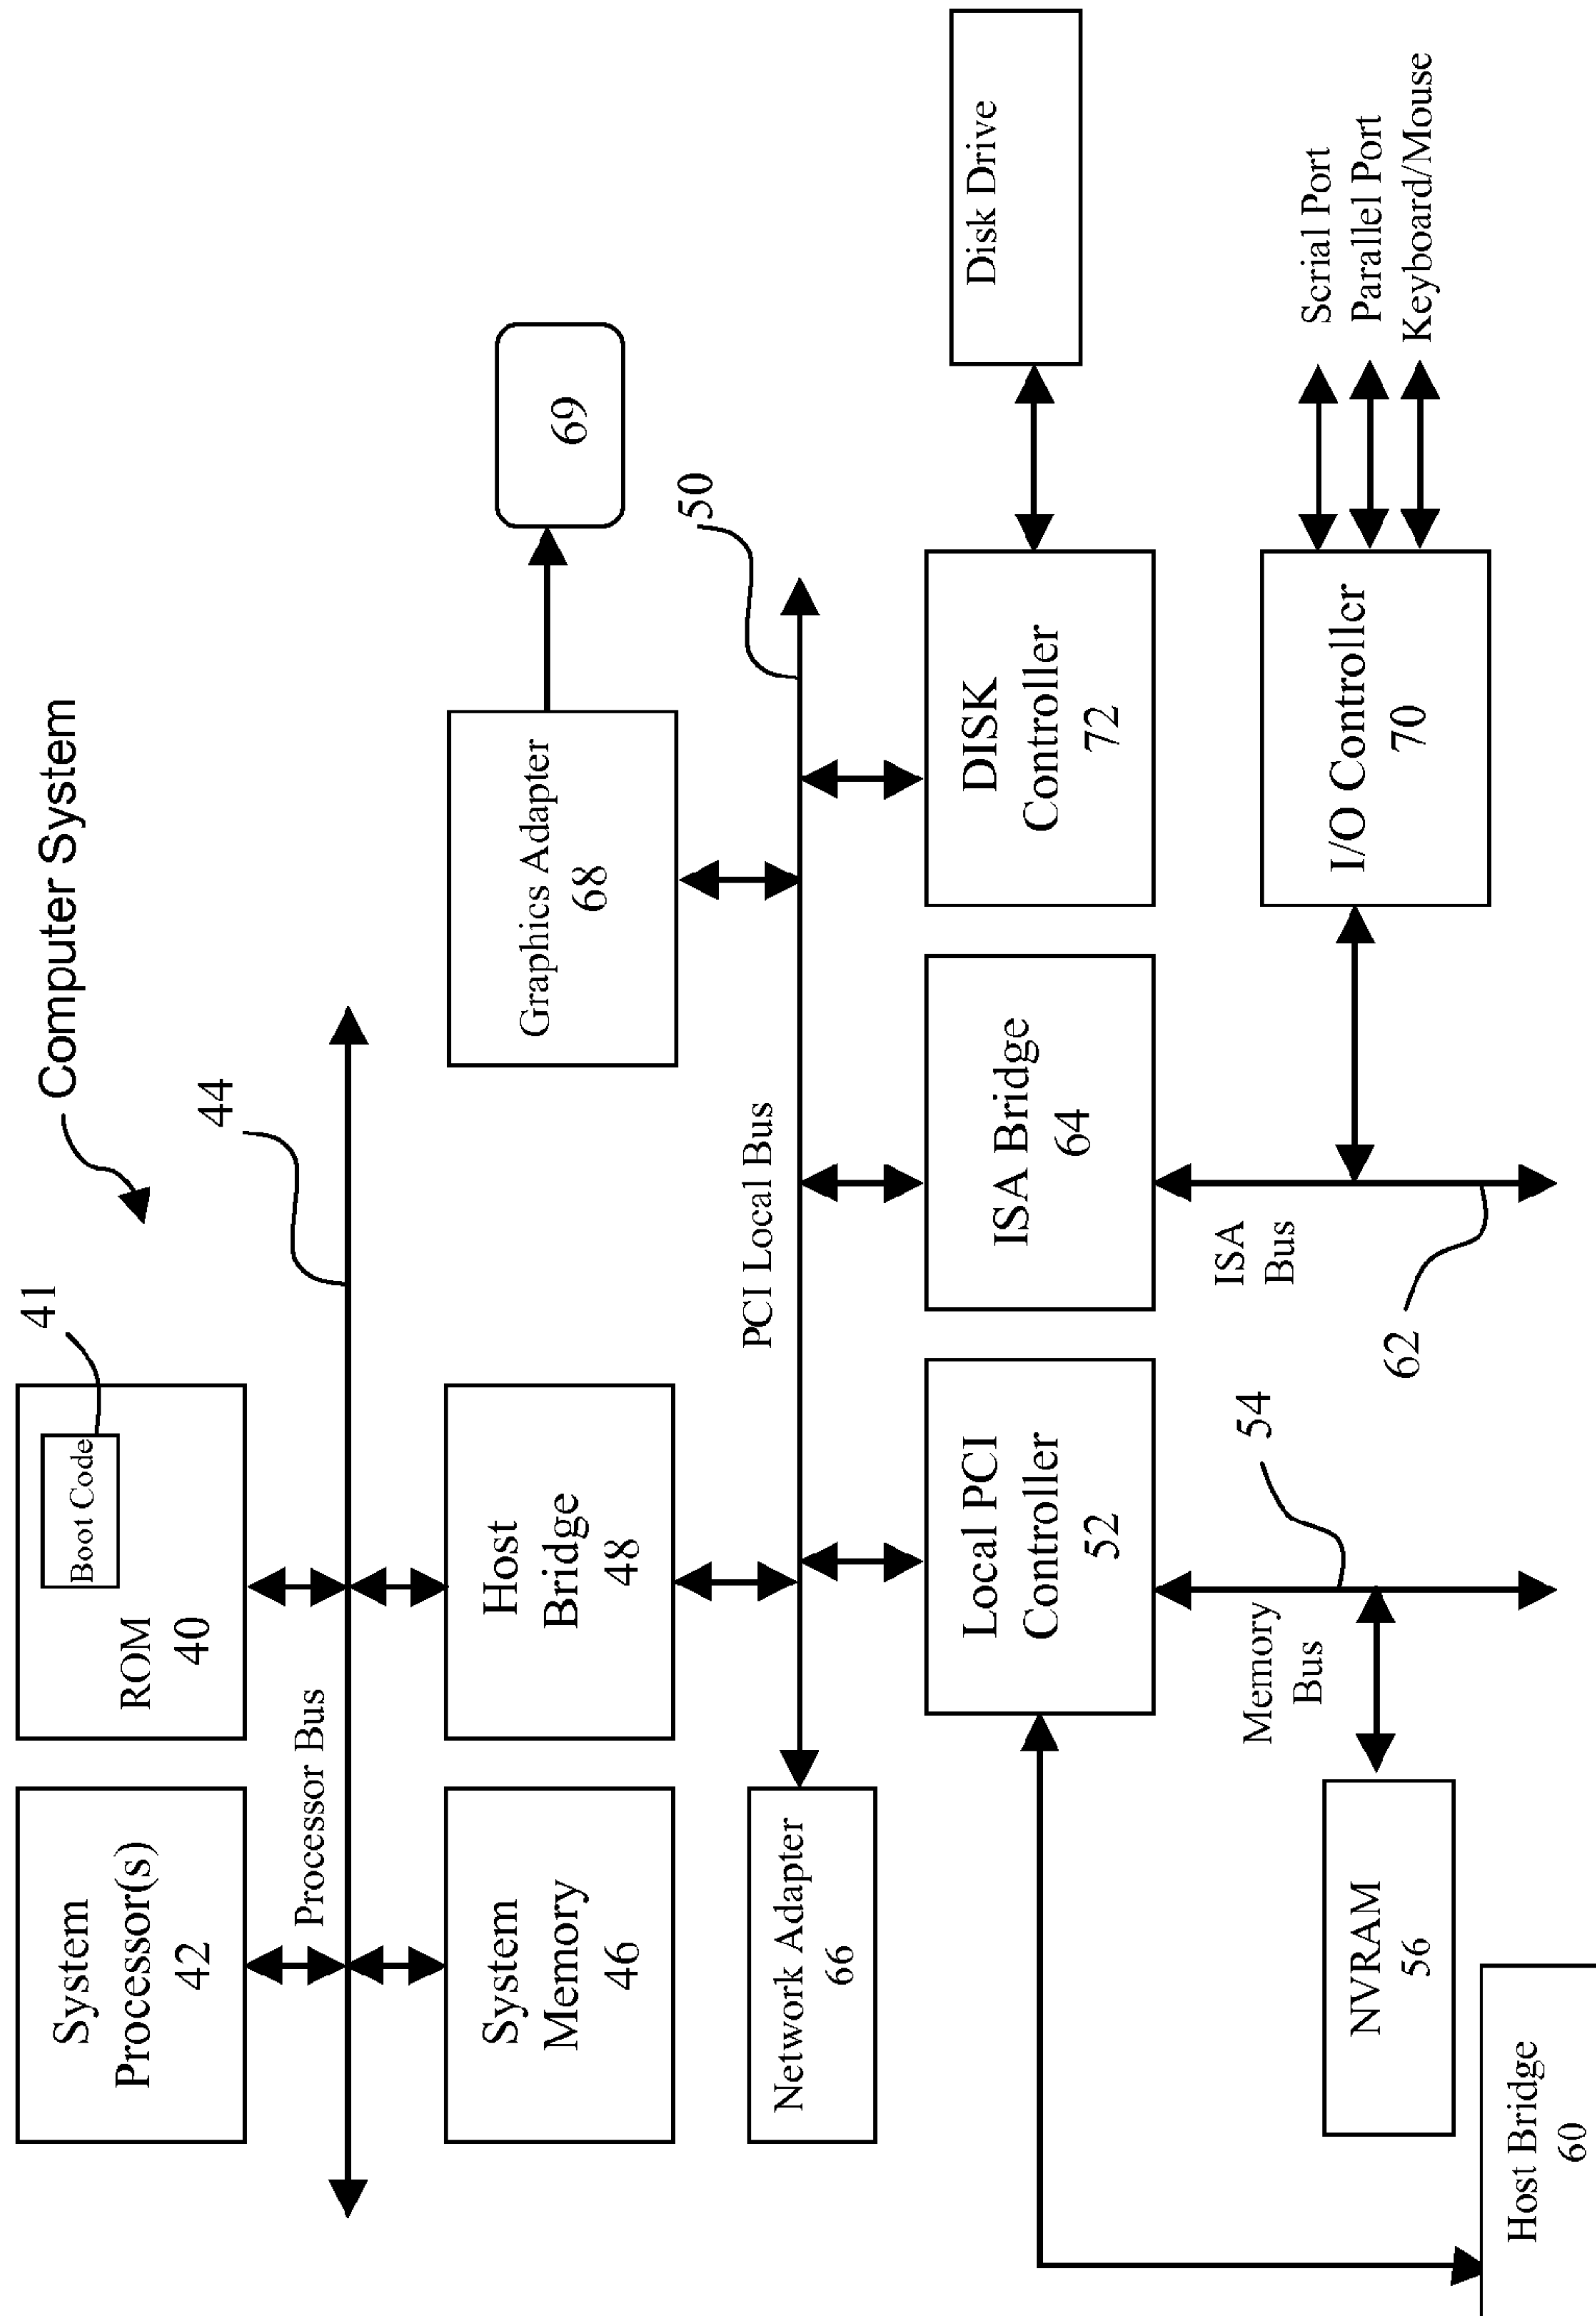 Computer System
41
Boot Code
System
Processor(s)
42
ROM
40
44
Processor Bus
System
Memory
46
Host
Bridge
48
Graphics Adapter
68
69
50
PCI Local Bus
Network Adapter
66
Local PCI
Controller
52
ISA Bridge
64
DISK
Controller
72
Disk Drive
Memory
Bus
54
ISA
Bus
62
I/O Controller
70
Serial Port
Parallel Port
Keyboard/Mouse
NVRAM
56
Host Bridge
60